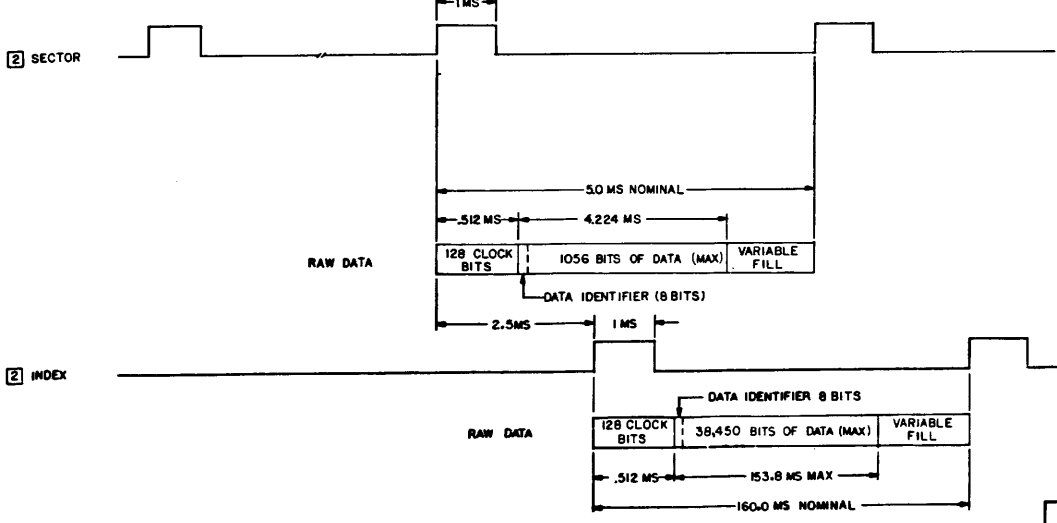 1MS
2 SECTOR
5.0 MS NOMINAL
.512 MS
4.224 MS
RAW DATA
128 CLOCK BITS
1056 BITS OF DATA (MAX)
VARIABLE FILL
DATA IDENTIFIER (8 BITS)
2.5MS
1 MS
2 INDEX
DATA IDENTIFIER 8 BITS
RAW DATA
128 CLOCK BITS
38,450 BITS OF DATA (MAX)
VARIABLE FILL
.512 MS
153.8 MS MAX
160.0 MS NOMINAL